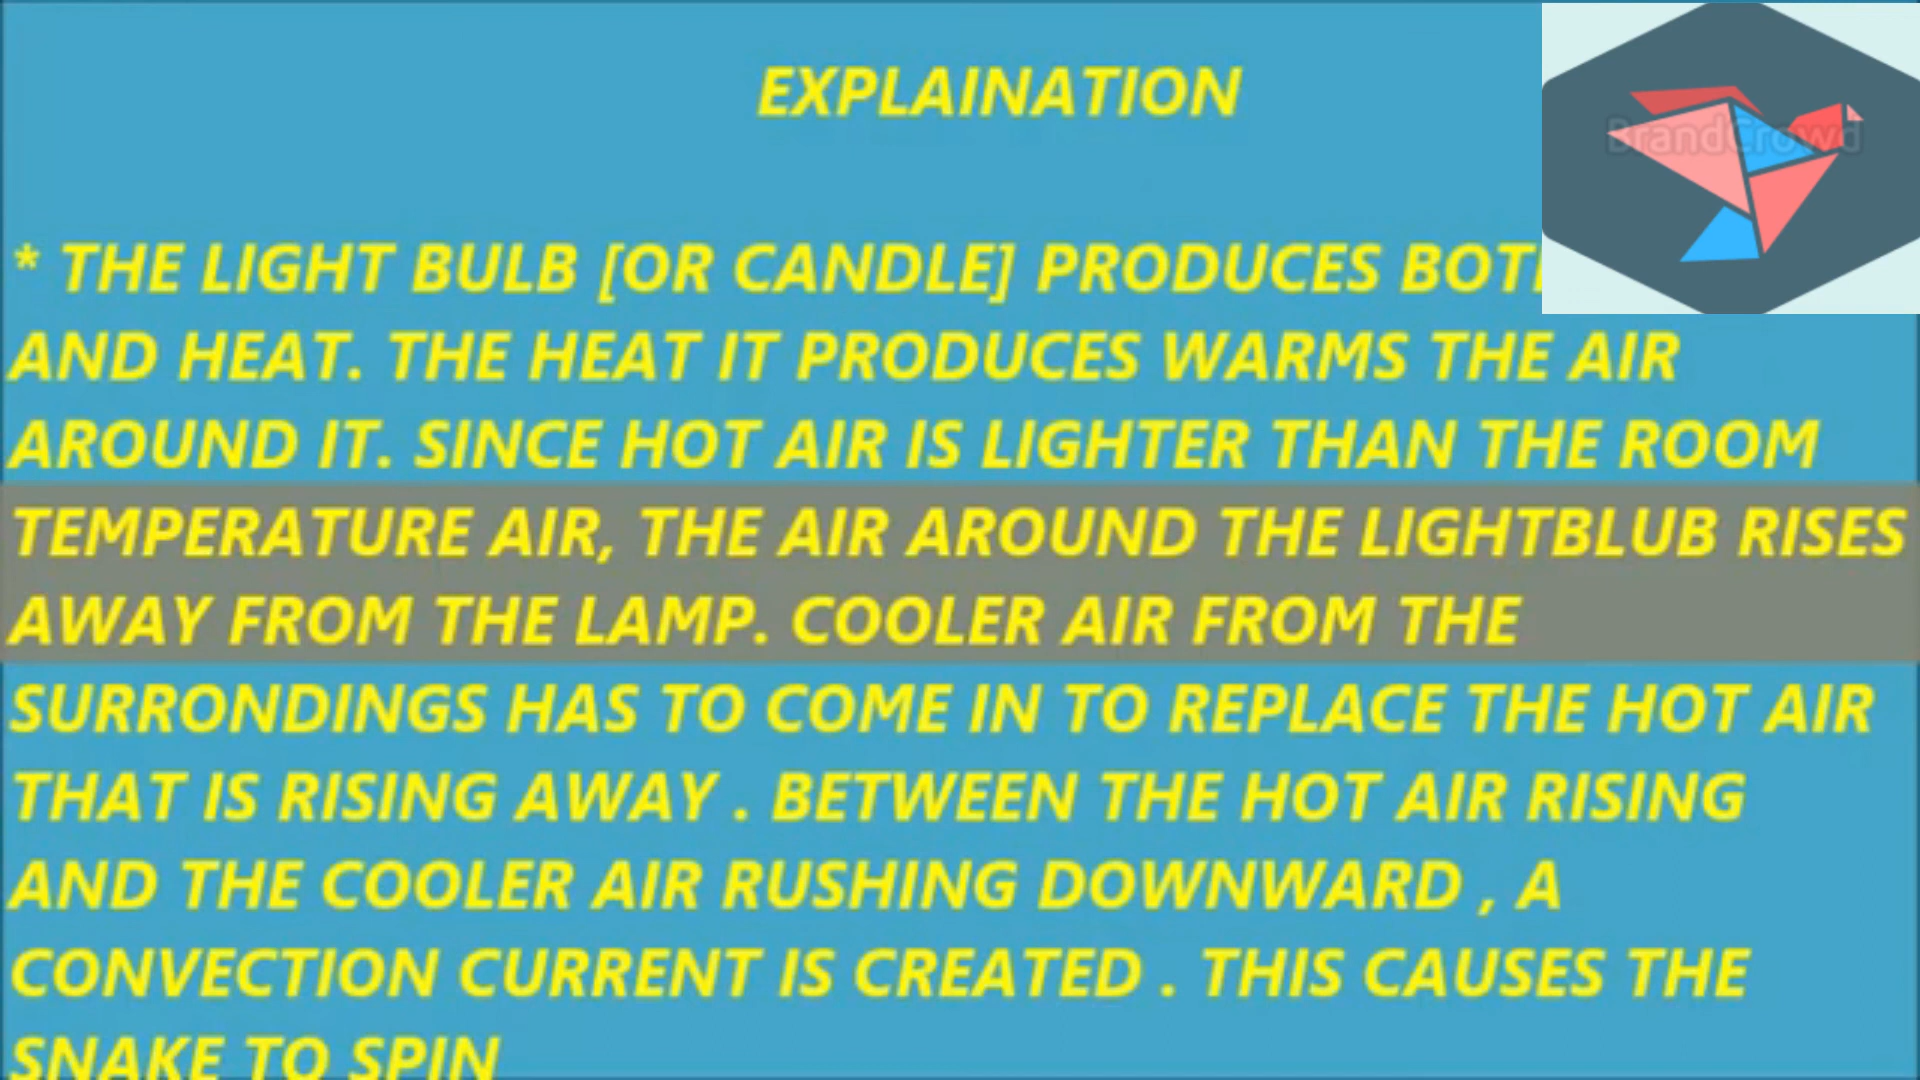 EXPLAINATION
BrandCrowd
* THE LIGHT BULB [OR CANDLE] PRODUCES
AND HEAT. THE HEAT IT PRODUCES WARMS THE AIR
AROUND IT. SINCE HOT AIR IS LIGHTER THAN THE ROOM
TEMPERATURE AIR, THE AIR AROUND THE LIGHTBLUB RISES
AWAY FROM THE LAMP. COOLER AIR FROM THE
SURRONDINGS HAS TO COME IN TO REPLACE THE HOT AIR
THAT IS RISING AWAY . BETWEEN THE HOT AIR RISING
AND THE COOLER AIR RUSHING DOWNWARD , A
CONVECTION CURRENT IS CREATED . THIS CAUSES THE
SNAKE TO SPIN